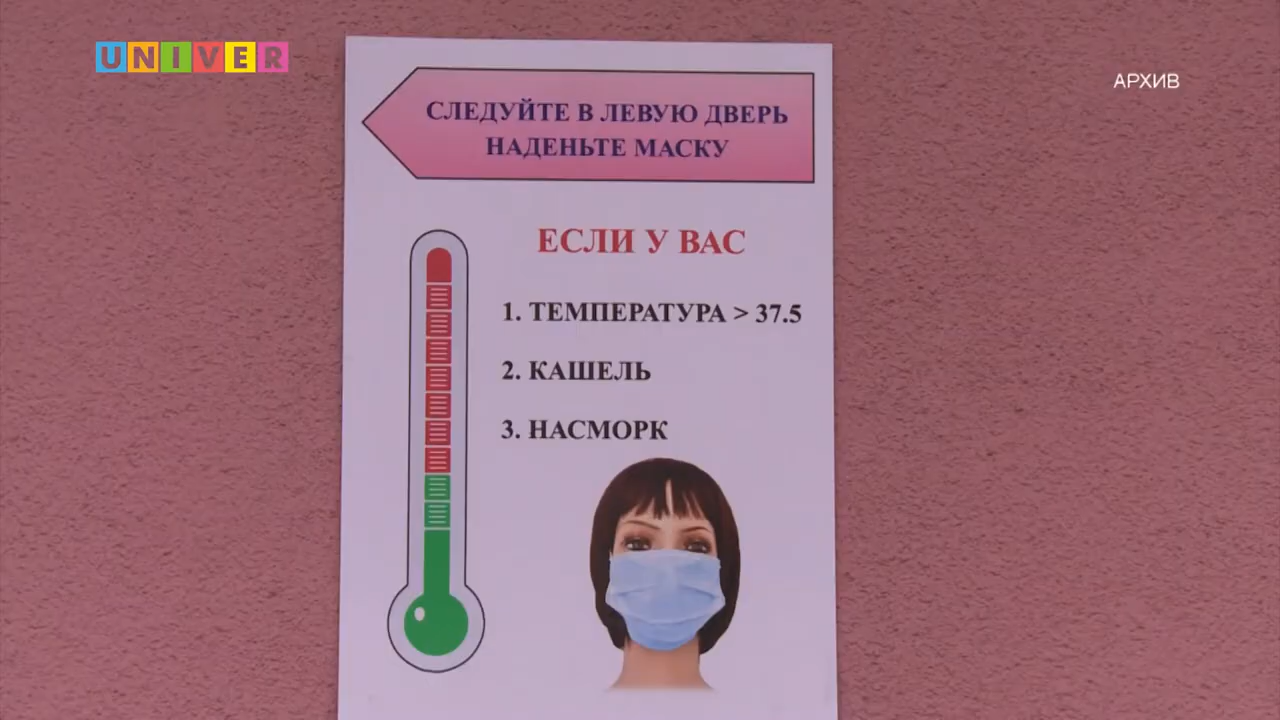 UNIVER
АРХИВ
СЛЕДУЙТЕ В ЛЕВУЮ ДВЕРЬ
НАДЕНЬТЕ МАСКУ
ЕСЛИ У ВАС
1. ТЕМПЕРАТУРА > 37.5
2. КАШЕЛЬ
3. НАСМОРК